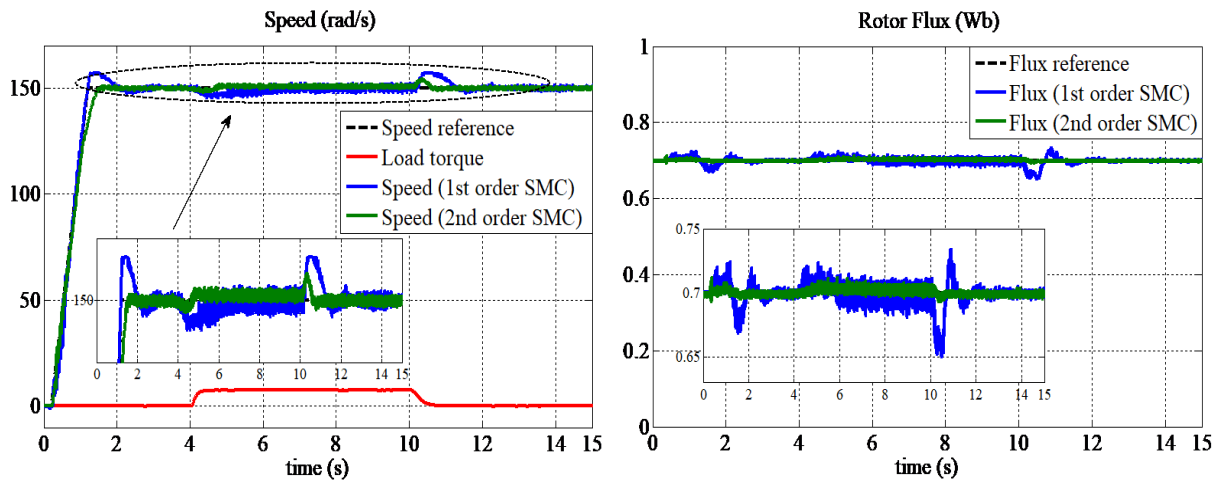 Speed (rad/s)
150
100
50
0
Speed reference
Load torque
Speed (1st order SMC)
Speed (2nd order SMC)
150
0 2 4 6 8 10 12 14 15
0 2 4 6 8 10 12 15
time (s)
Rotor Flux (Wb)
1
0.8
0.6
0.4
0.2
0
Flux reference
Flux (1st order SMC)
Flux (2nd order SMC)
0.75
0.7
0.65
0 2 4 6 8 10 12 14 15
0 2 4 6 8 10 12 15
time (s)